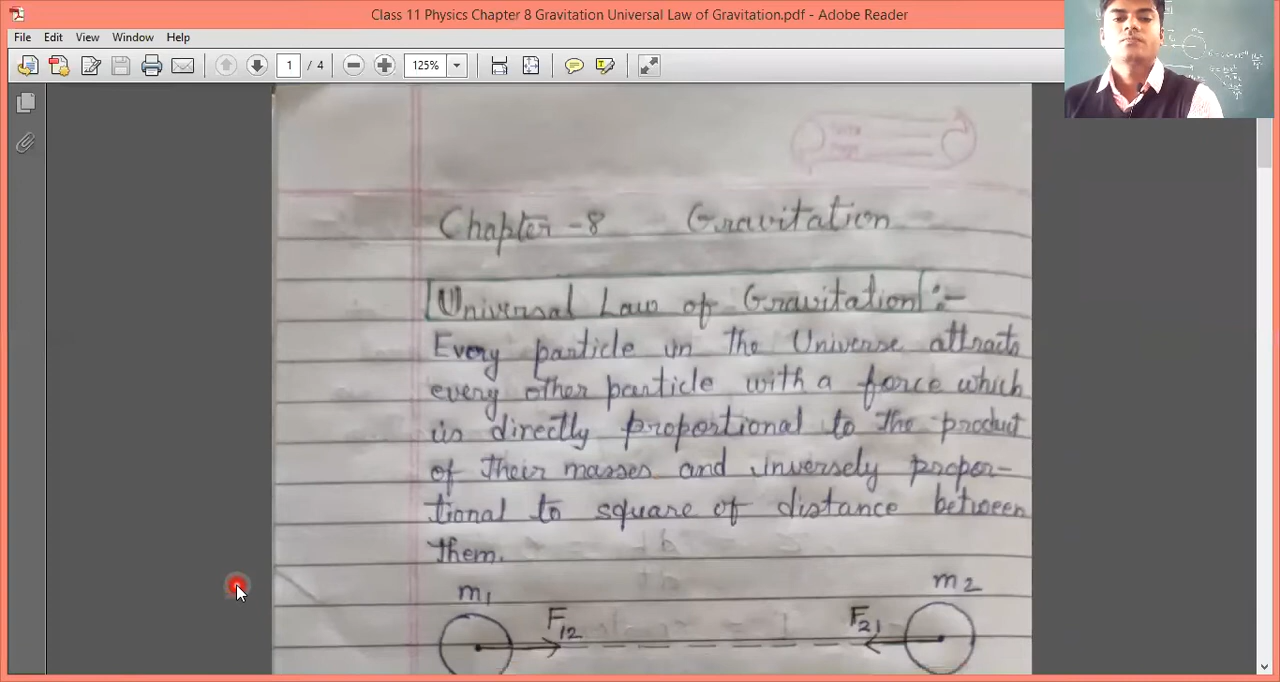 Class 11 Physics Chapter 8 Gravitation Universal Law of Gravitation.pdf - Adobe Reader
File Edit View Window Help
1 / 4 125%
Chapter -8 Gravitation
Universal Law of Gravitation :-
Every particle in the Universe attracts
every other particle with a force which
is directly proportional to the product
of their masses and inversely propor-
tional to square of distance between
them.
m1 m2
F12 F21